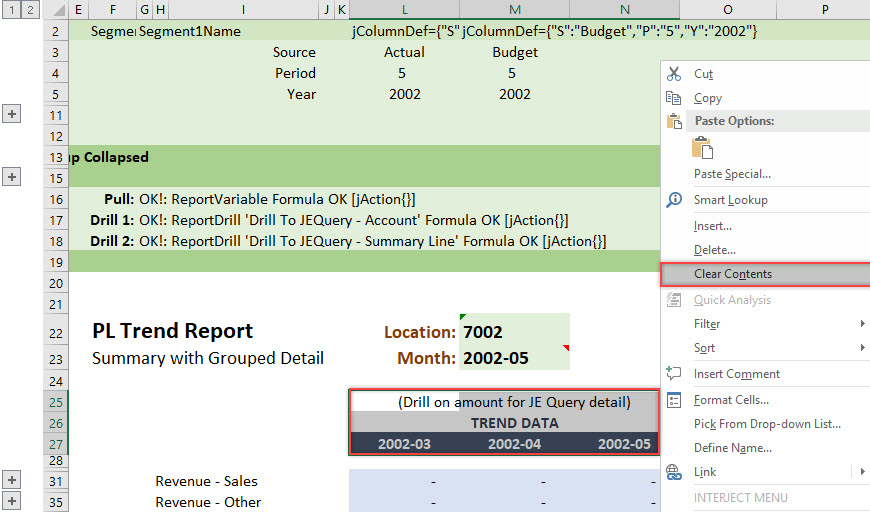 1 2
E F G H I J K L M N O P
2 Segme Segment1Name jColumnDef={"S" jColumnDef={"S":"Budget","P":"5","Y":"2002"}
3 Source Actual Budget
4 Period 5 5
5 Year 2002 2002
11
12
13 up Collapsed
15
16 Pull: OK!: ReportVariable Formula OK [jAction{}]
17 Drill 1: OK!: ReportDrill 'Drill To JEQuery - Account' Formula OK [jAction{}]
18 Drill 2: OK!: ReportDrill 'Drill To JEQuery - Summary Line' Formula OK [jAction{}]
19
20
21
22 PL Trend Report Location: 7002
23 Summary with Grouped Detail Month: 2002-05
24
25 (Drill on amount for JE Query detail)
26 TREND DATA
27 2002-03 2002-04 2002-05
28
31 Revenue - Sales - - -
35 Revenue - Other - - -
Cut
Copy
Paste Options:
Paste Special...
Smart Lookup
Insert...
Delete...
Clear Contents
Quick Analysis
Filter
Sort
Insert Comment
Format Cells...
Pick From Drop-down List...
Define Name...
Link
INTERJECT MENU